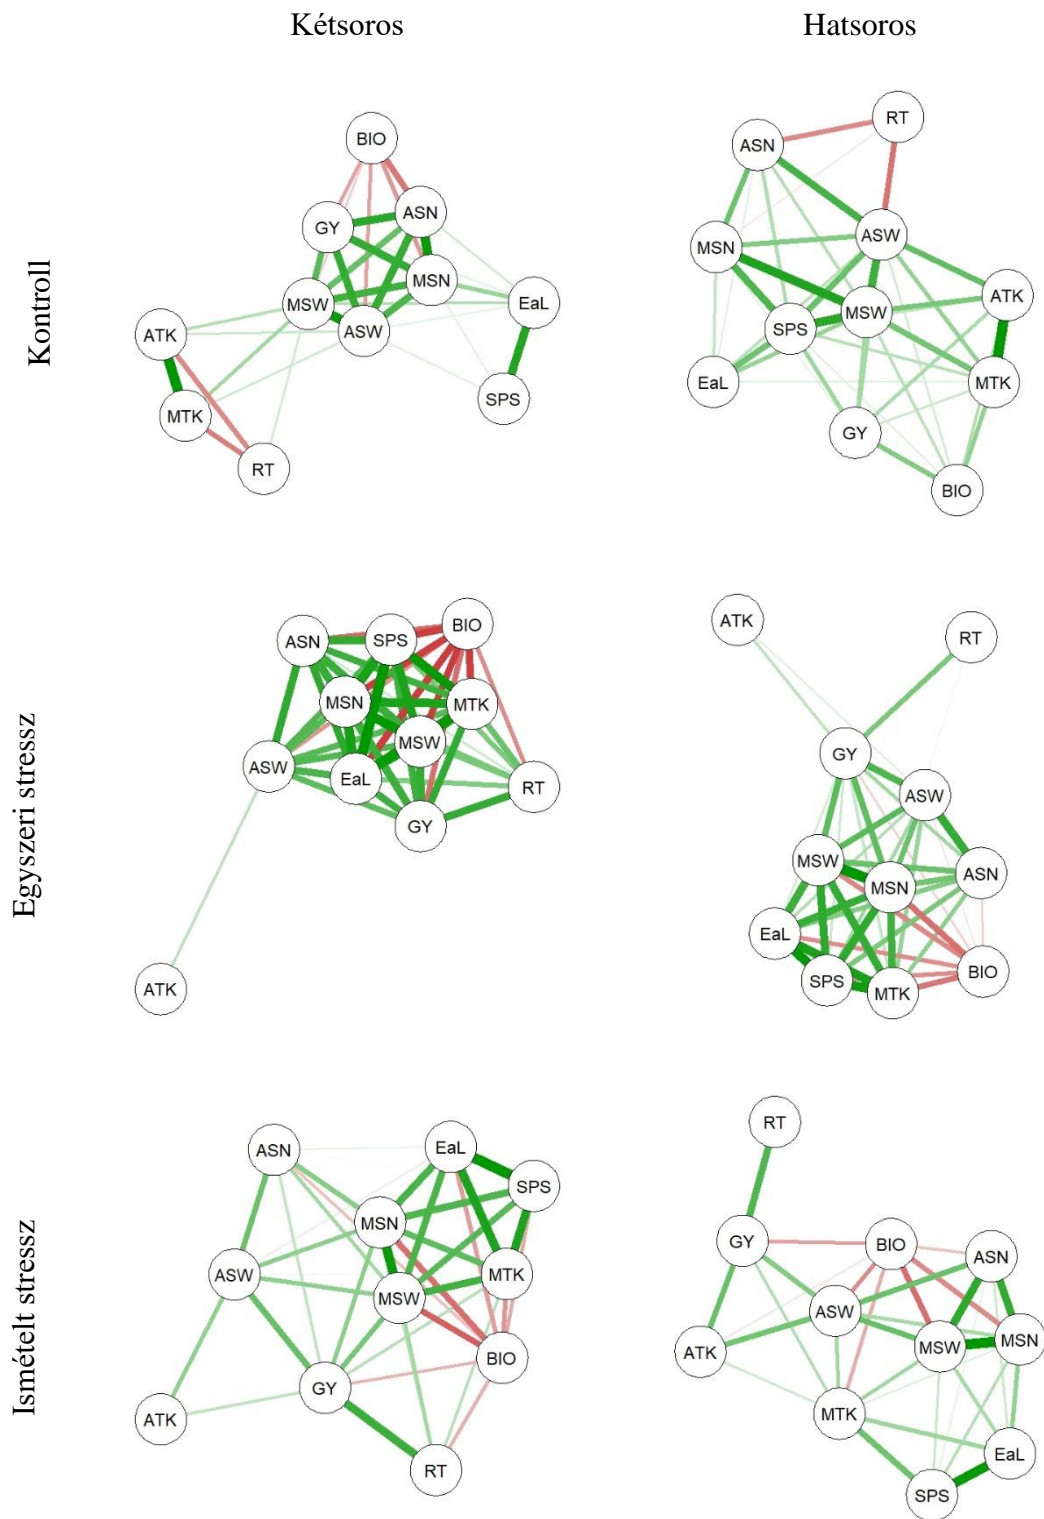 Kétsoros
Hatsoros
Kontroll
BIO
GY
ASN
MSN
MSW
ASW
EaL
SPS
ATK
MTK
RT
RT
ASN
MSN
ASW
ATK
MSW
SPS
EaL
MTK
GY
BIO
Egyszeri stressz
ASN
SPS
BIO
MSN
MTK
MSW
ASW
EaL
RT
GY
ATK
ATK
RT
GY
ASW
MSW
MSN
ASN
EaL
SPS
MTK
BIO
Ismételt stressz
ASN
EaL
SPS
MSN
ASW
MTK
MSW
BIO
GY
ATK
RT
RT
GY
BIO
ASN
ASW
MSW
MSN
ATK
MTK
EaL
SPS